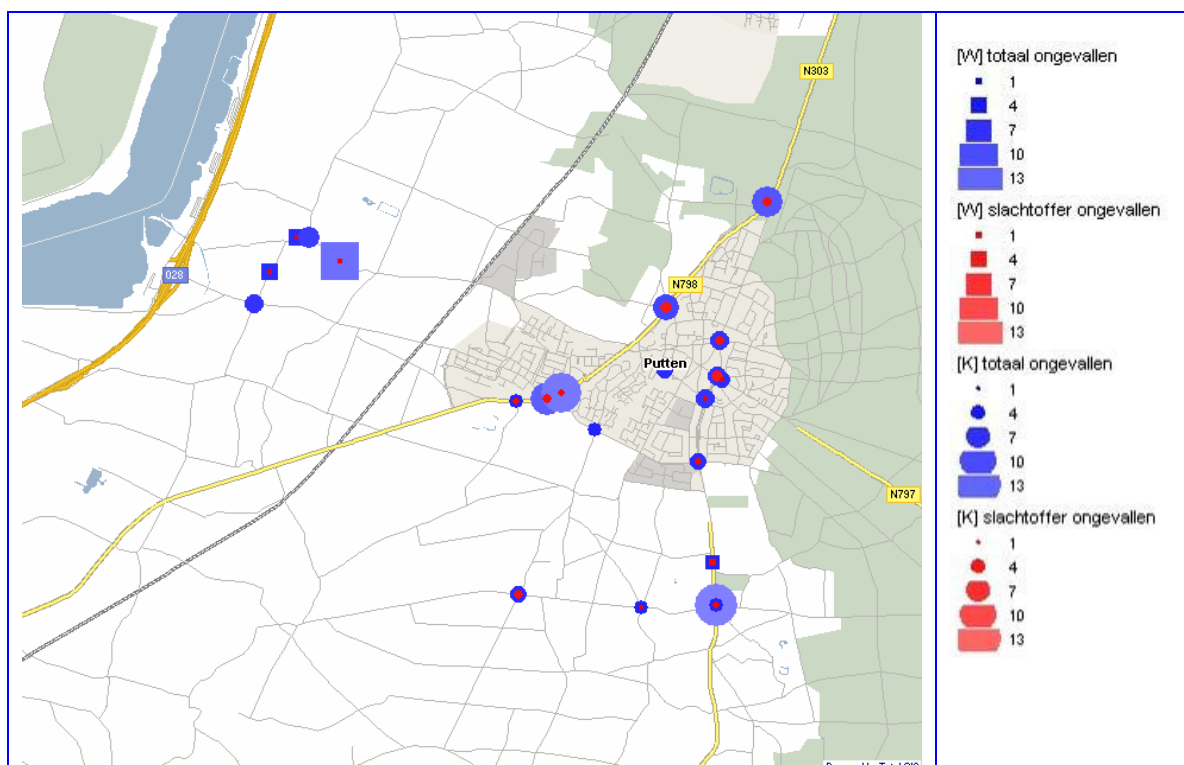 N303
028
N798
Putten
N797
[W] totaal ongevallen
1
4
7
10
13
[W] slachtoffer ongevallen
1
4
7
10
13
[K] totaal ongevallen
1
4
7
10
13
[K] slachtoffer ongevallen
1
4
7
10
13